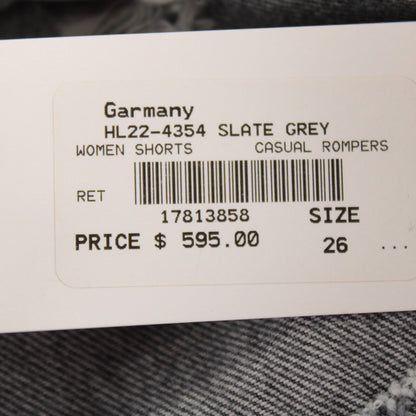 Garmany
HL22-4354 SLATE GREY
WOMEN SHORTS CASUAL ROMPERS
RET
17813858 SIZE
PRICE $ 595.00 26 ...